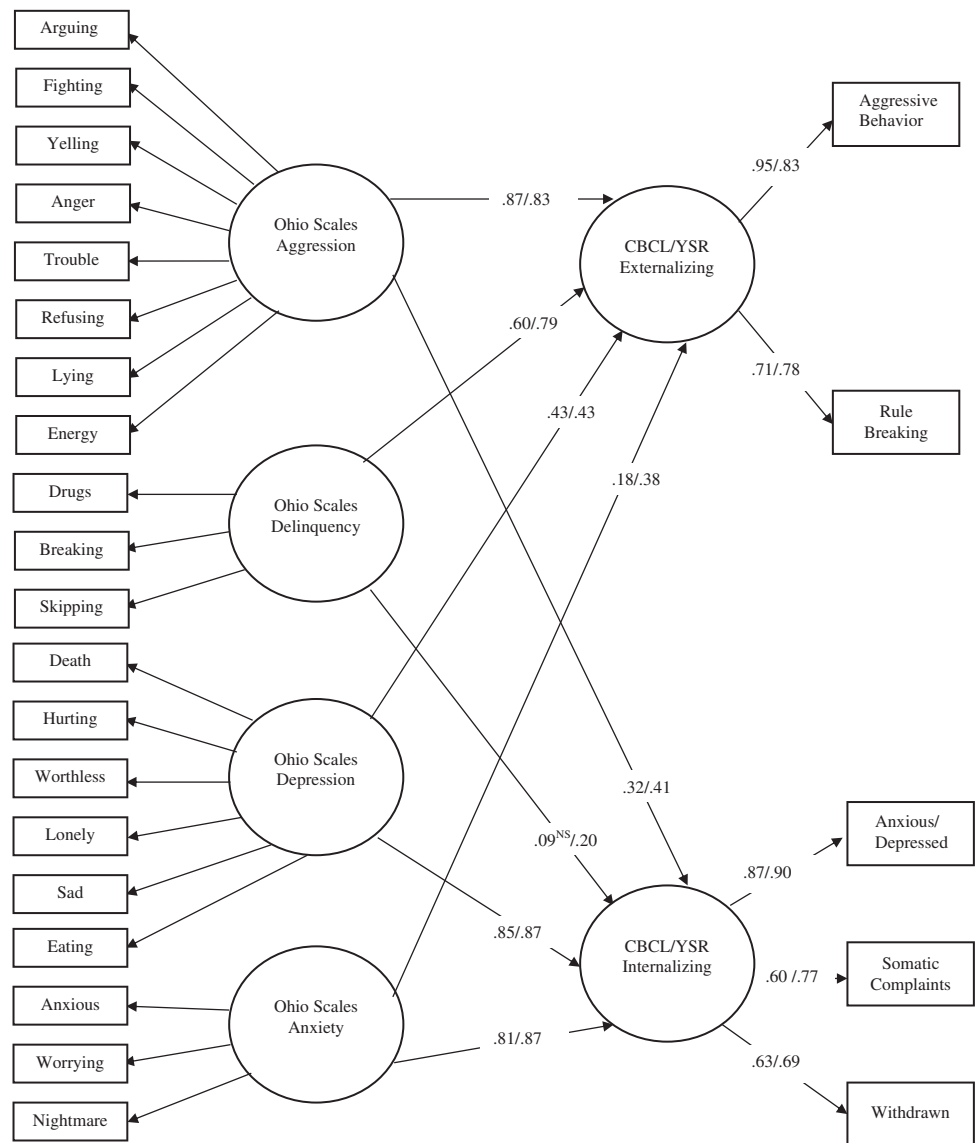 Arguing
Fighting
Yelling
Anger
Trouble
Refusing
Lying
Energy
Drugs
Breaking
Skipping
Death
Hurting
Worthless
Lonely
Sad
Eating
Anxious
Worrying
Nightmare
Ohio Scales
Aggression
Ohio Scales
Delinquency
Ohio Scales
Depression
Ohio Scales
Anxiety
.87/.83
.60/.79
.43/.43
.18/.38
.32/.41
.09NS/.20
.85/.87
.81/.87
CBCL/YSR
Externalizing
CBCL/YSR
Internalizing
.95/.83
.71/.78
.87/.90
.60 /.77
.63/.69
Aggressive
Behavior
Rule
Breaking
Anxious/
Depressed
Somatic
Complaints
Withdrawn